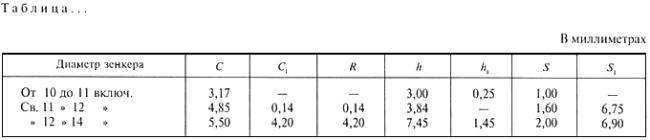 Таблица...
В миллиметрах
Диаметр зенкера C C₁ R h h₁ S S₁
От 10 до 11 включ. 3,17 — — 3,00 0,25 1,00 —
Св. 11 » 12 » 4,85 0,14 0,14 3,84 — 1,60 6,75
» 12 » 14 » 5,50 4,20 4,20 7,45 1,45 2,00 6,90